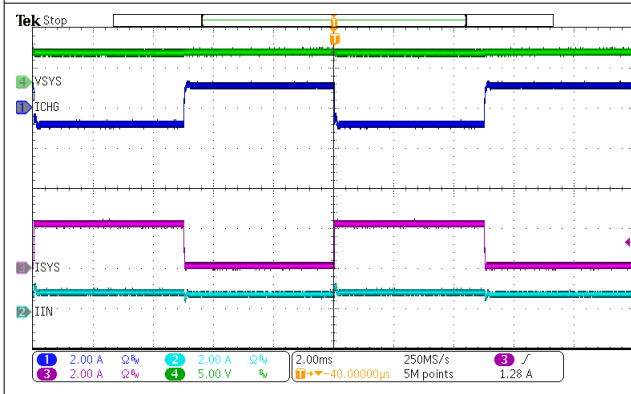 Tek Stop
T
T
4 VSYS
1 ICHG
3 ISYS
2 IIN
1 2.00 A ΩBW 2 2.00 A ΩBW
3 2.00 A ΩBW 4 5.00 V BW
2.00ms 250MS/s 3
T→▼-40.00000µs 5M points 1.28 A